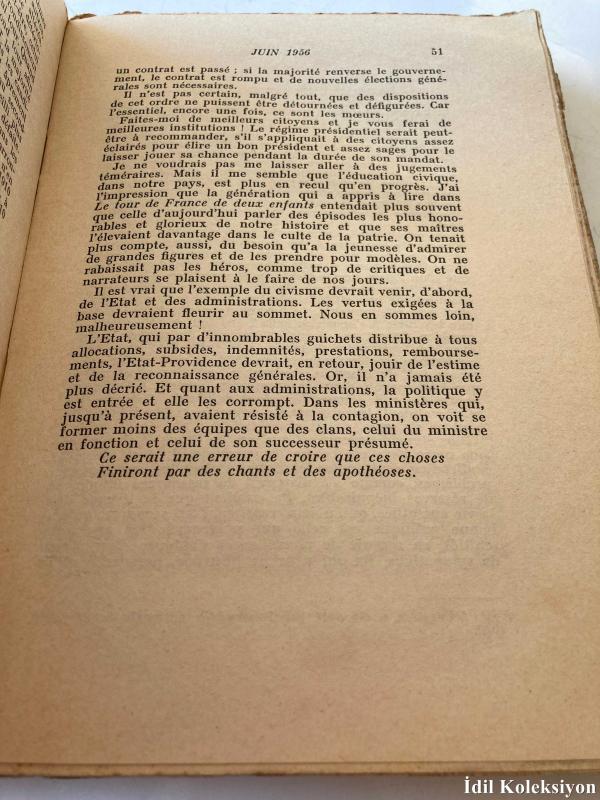 JUIN 1956 51
un contrat est passé ; si la majorité renverse le gouverne-
ment, le contrat est rompu et de nouvelles élections géné-
rales sont nécessaires.
Il n'est pas certain, malgré tout, que des dispositions
de cet ordre ne puissent être détournées et défigurées. Car
l'essentiel, encore une fois, ce sont les mœurs.
Faites-moi de meilleurs citoyens et je vous ferai de
meilleures institutions ! Le régime présidentiel serait peut-
être à recommander, s'il s'appliquait à des citoyens assez
éclairés pour élire un bon président et assez sages pour le
laisser jouer sa chance pendant la durée de son mandat.
Je ne voudrais pas me laisser aller à des jugements
téméraires. Mais il me semble que l'éducation civique,
dans notre pays, est plus en recul qu'en progrès. J'ai
l'impression que la génération qui a appris à lire dans
Le tour de France de deux enfants entendait plus souvent
que celle d'aujourd'hui parler des épisodes les plus hono-
rables et glorieux de notre histoire et que ses maîtres
l'élevaient davantage dans le culte de la patrie. On tenait
plus compte, aussi, du besoin qu'a la jeunesse d'admirer
de grandes figures et de les prendre pour modèles. On ne
rabaissait pas les héros, comme trop de critiques et de
narrateurs se plaisent à le faire de nos jours.
Il est vrai que l'exemple du civisme devrait venir, d'abord,
de l'Etat et des administrations. Les vertus exigées à la
base devraient fleurir au sommet. Nous en sommes loin,
malheureusement !
L'Etat, qui par d'innombrables guichets distribue à tous
allocations, subsides, indemnités, prestations, rembourse-
ments, l'Etat-Providence devrait, en retour, jouir de l'estime
et de la reconnaissance générales. Or, il n'a jamais été
plus décrié. Et quant aux administrations, la politique y
est entrée et elle les corrompt. Dans les ministères qui,
jusqu'à présent, avaient résisté à la contagion, on voit se
former moins des équipes que des clans, celui du ministre
en fonction et celui de son successeur présumé.
Ce serait une erreur de croire que ces choses
Finiront par des chants et des apothéoses.
İdil Koleksiyon